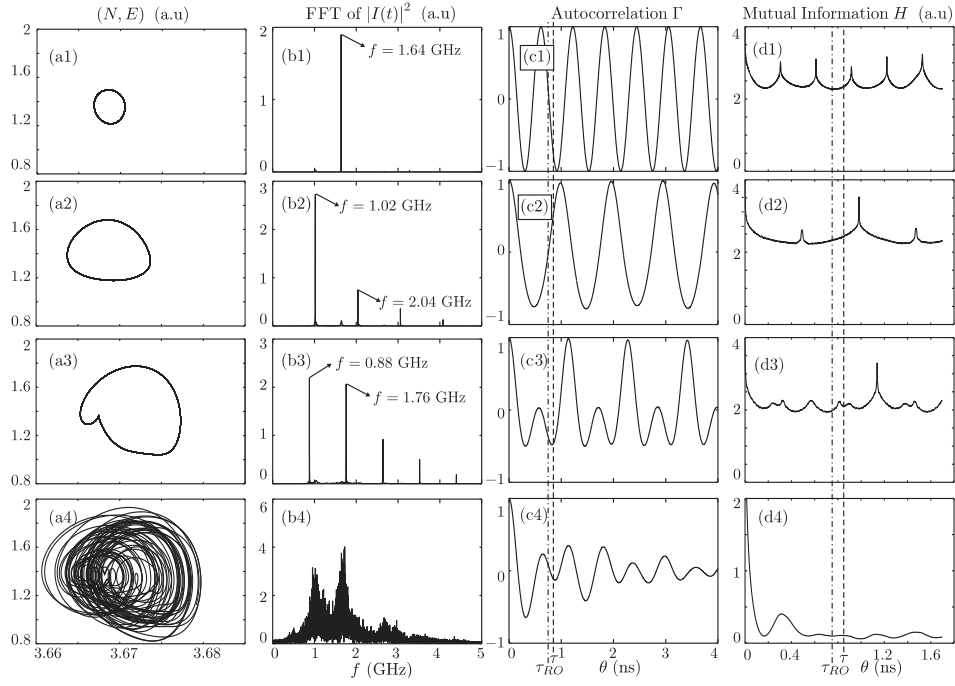 (N, E) (a.u) FFT of |I(t)|² (a.u) Autocorrelation Γ Mutual Information H (a.u)
2 1.6 1.2 0.8 (a1)
2 1 0 (b1) f = 1.64 GHz
1 0 −1 (c1)
4 2 0 (d1)
2 1.6 1.2 0.8 (a2)
3 2 1 0 (b2) f = 1.02 GHz
f = 2.04 GHz
1 0 −1 (c2)
4 2 0 (d2)
2 1.6 1.2 0.8 (a3)
3 2 1 0 (b3) f = 0.88 GHz
f = 1.76 GHz
1 0 −1 (c3)
4 2 0 (d3)
2 1.6 1.2 0.8 (a4)
3.66 3.67 3.68
6 4 2 0 (b4)
0 1 2 3 4 5
f (GHz)
1 0 −1 (c4)
0 τ 1 2 3 4
τRO θ (ns)
2 1 0 (d4)
0 0.4 τ 1.2 1.6
τRO θ (ns)